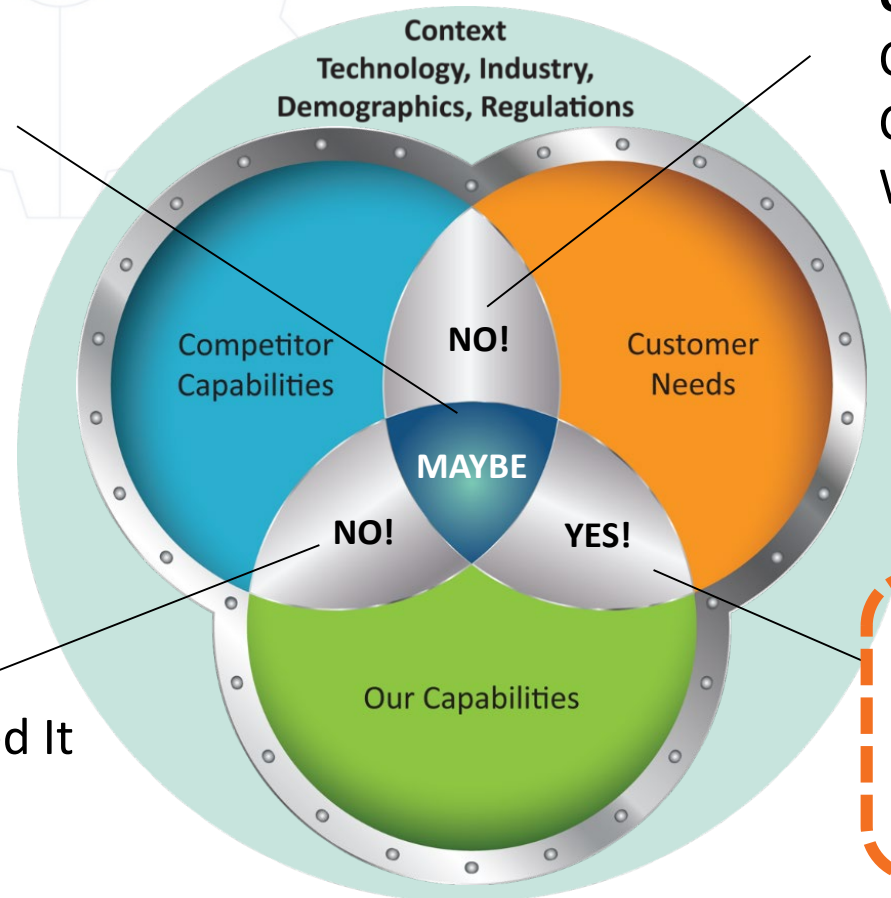 Context
Technology, Industry,
Demographics, Regulations
Competitor
Capabilities
NO!
Customer
Needs
MAYBE
NO!
YES!
Our Capabilities
d It